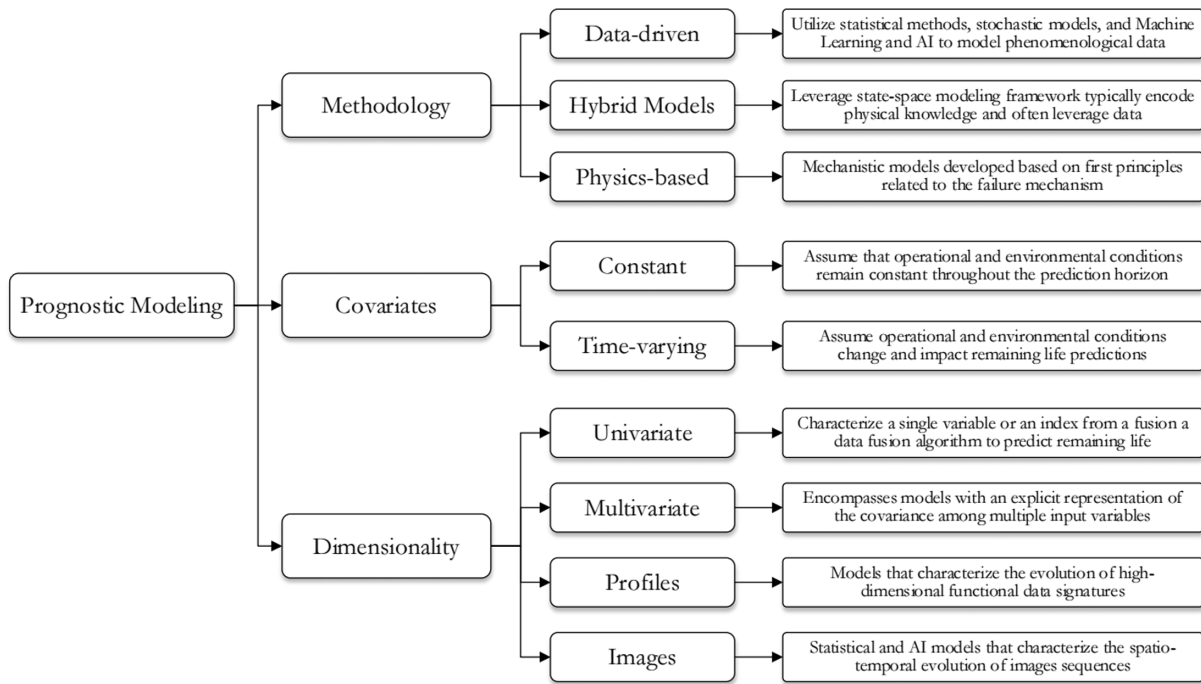 Prognostic Modeling
Methodology
Data-driven
Utilize statistical methods, stochastic models, and Machine
Learning and AI to model phenomenological data
Hybrid Models
Leverage state-space modeling framework typically encode
physical knowledge and often leverage data
Physics-based
Mechanistic models developed based on first principles
related to the failure mechanism
Covariates
Constant
Assume that operational and environmental conditions
remain constant throughout the prediction horizon
Time-varying
Assume operational and environmental conditions
change and impact remaining life predictions
Dimensionality
Univariate
Characterize a single variable or an index from a fusion a
data fusion algorithm to predict remaining life
Multivariate
Encompasses models with an explicit representation of
the covariance among multiple input variables
Profiles
Models that characterize the evolution of high-
dimensional functional data signatures
Images
Statistical and AI models that characterize the spatio-
temporal evolution of images sequences